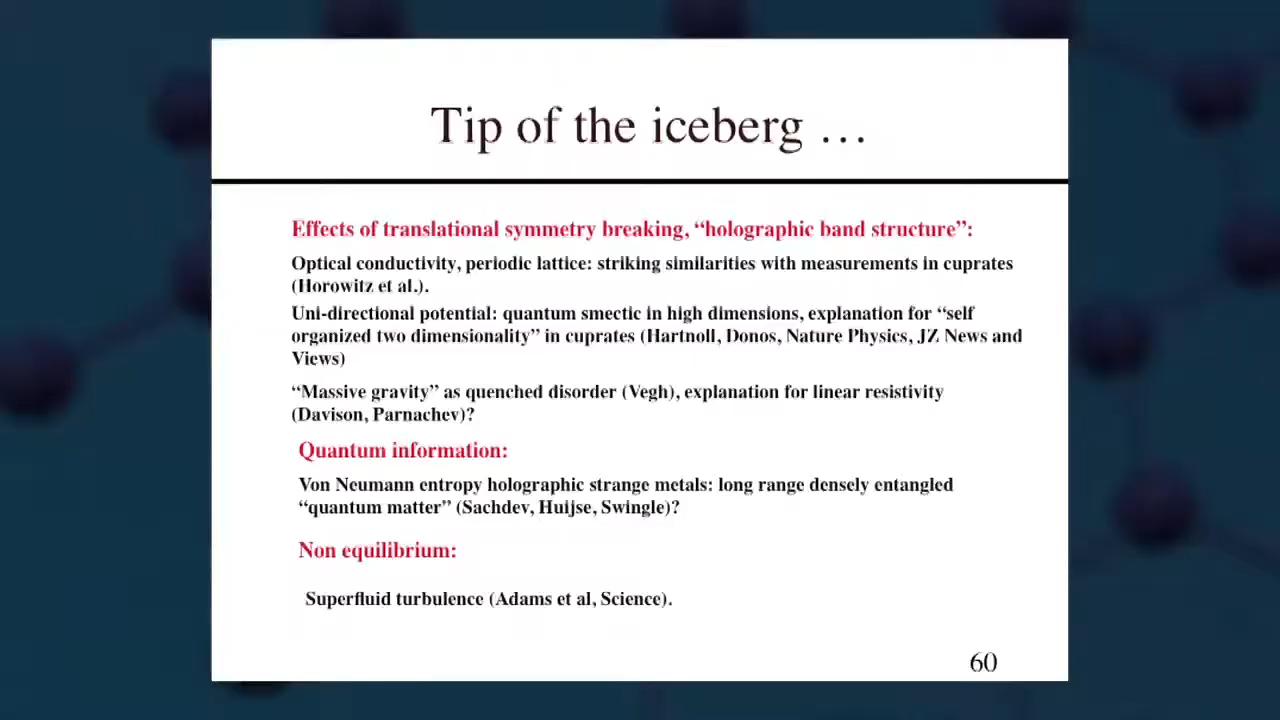 Tip of the iceberg …
Effects of translational symmetry breaking, “holographic band structure”:
Optical conductivity, periodic lattice: striking similarities with measurements in cuprates
(Horowitz et al.).
Uni-directional potential: quantum smectic in high dimensions, explanation for “self
organized two dimensionality” in cuprates (Hartnoll, Donos, Nature Physics, JZ News and
Views)
“Massive gravity” as quenched disorder (Vegh), explanation for linear resistivity
(Davison, Parnachev)?
Quantum information:
Von Neumann entropy holographic strange metals: long range densely entangled
“quantum matter” (Sachdev, Huijse, Swingle)?
Non equilibrium:
Superfluid turbulence (Adams et al, Science).
60